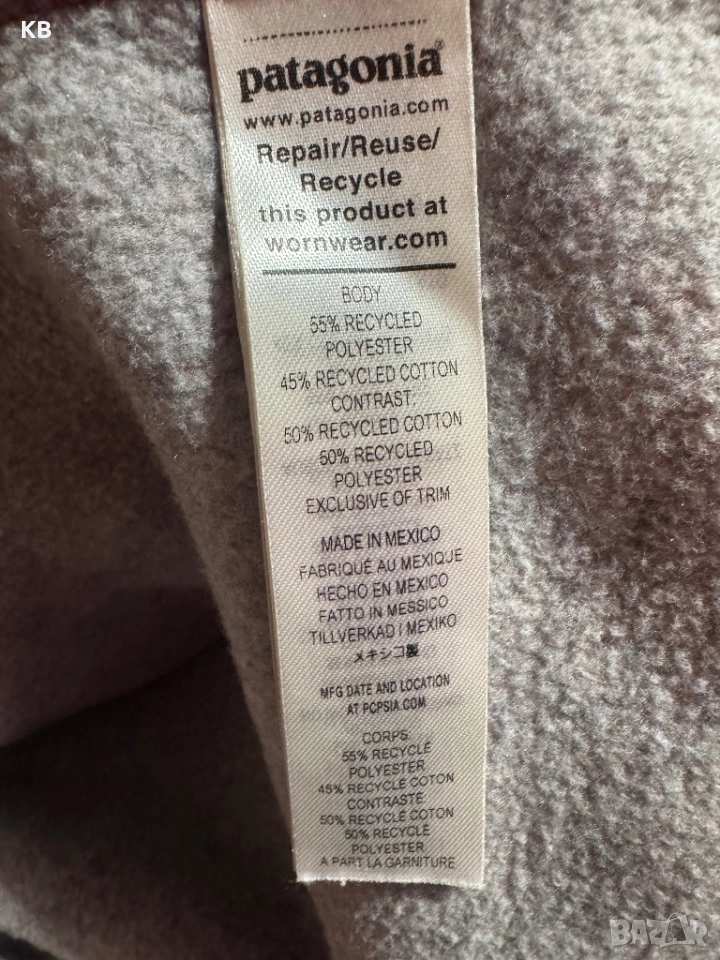 KB
patagonia®
www.patagonia.com
Repair/Reuse/
Recycle
this product at
wornwear.com
BODY
55% RECYCLED
POLYESTER
45% RECYCLED COTTON
CONTRAST:
50% RECYCLED COTTON
50% RECYCLED
POLYESTER
EXCLUSIVE OF TRIM
MADE IN MEXICO
FABRIQUÉ AU MEXIQUE
HECHO EN MEXICO
FATTO IN MESSICO
TILLVERKAD I MEXIKO
メキシコ製
MFG DATE AND LOCATION
AT PCPSIA.COM
CORPS:
55% RECYCLÉ
POLYESTER
45% RECYCLÉ COTON
CONTRASTE
50% RECYCLÉ COTON
50% RECYCLÉ
POLYESTER
A PART LA GARNITURE
BAZAR